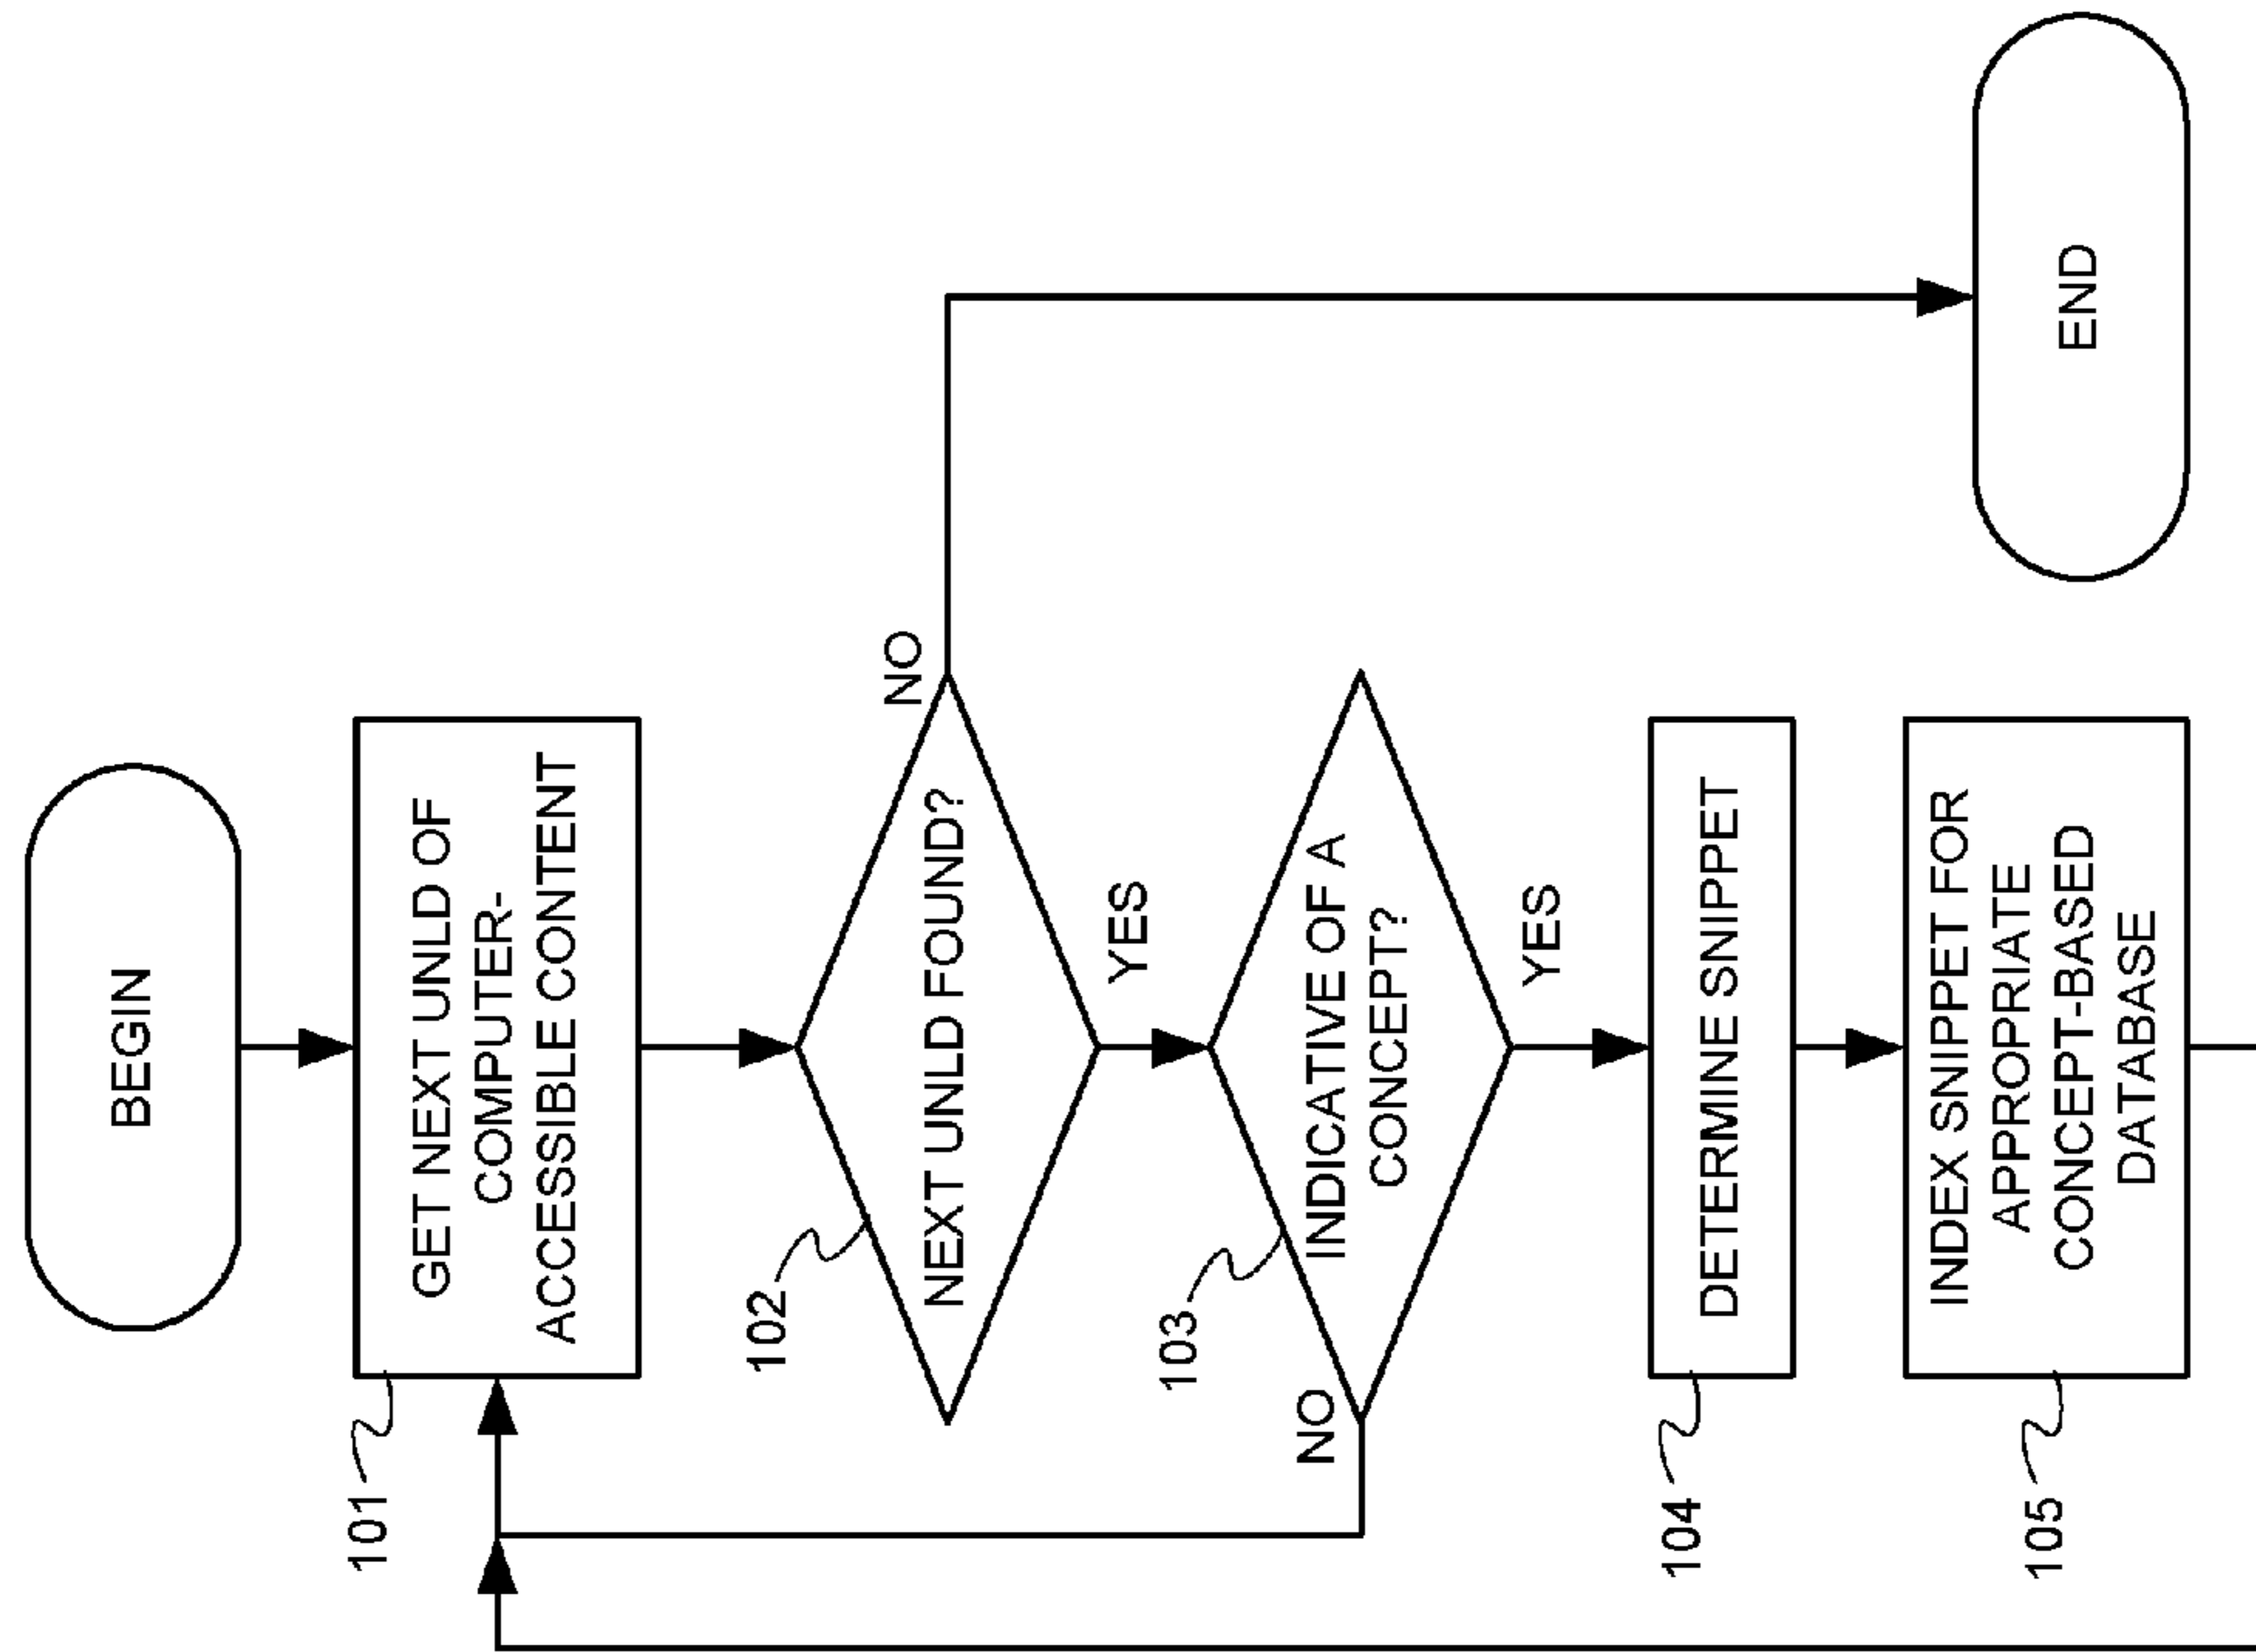 BEGIN
101
GET NEXT UNLD OF
COMPUTER-
ACCESSIBLE CONTENT
102
NEXT UNLD FOUND?
NO
YES
103
INDICATIVE OF A
CONCEPT?
NO
YES
104
DETERMINE SNIPPET
105
INDEX SNIPPET FOR
APPROPRIATE
CONCEPT-BASED
DATABASE
END